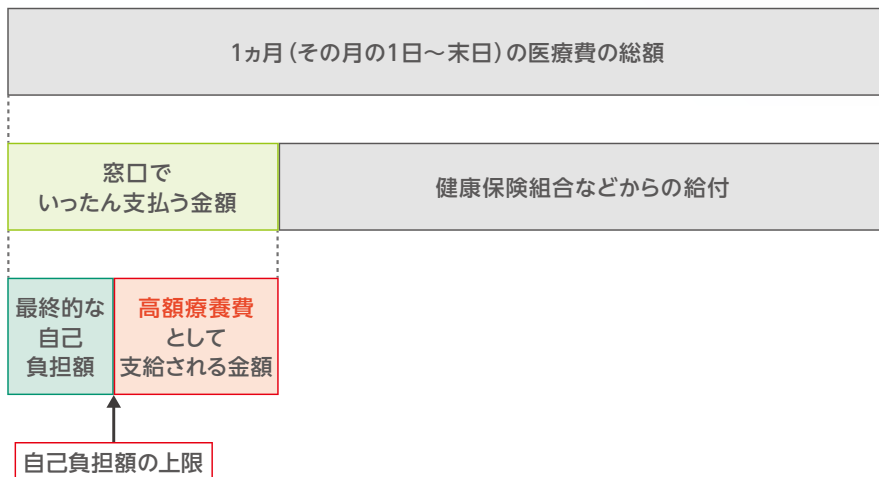 1ヵ月（その月の1日～末日）の医療費の総額
窓口で
いったん支払う金額
健康保険組合などからの給付
最終的な
自己
負担額
高額療養費
として
支給される金額
自己負担額の上限